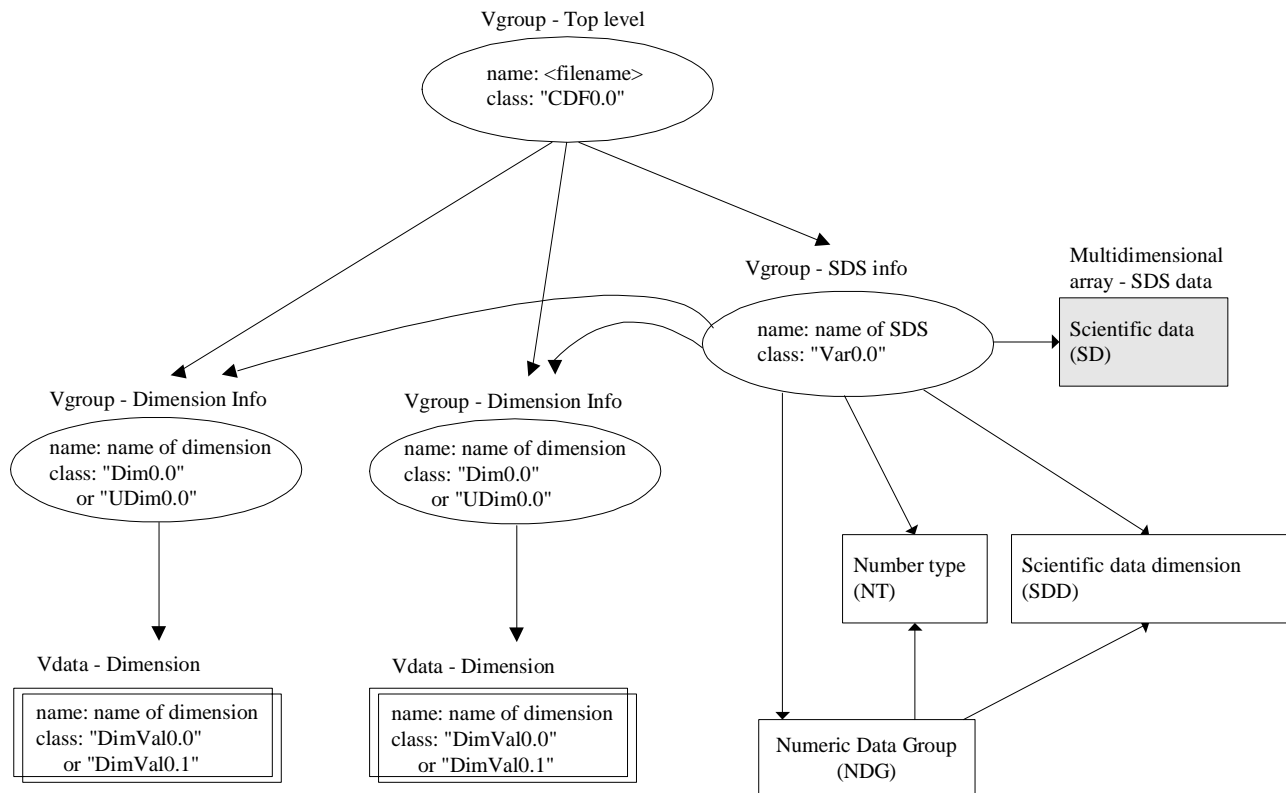 Vgroup - Top level
name: <filename>
class: "CDF0.0"
Vgroup - SDS info
name: name of SDS
class: "Var0.0"
Multidimensional
array - SDS data
Scientific data
(SD)
Vgroup - Dimension Info
name: name of dimension
class: "Dim0.0"
or "UDim0.0"
Vgroup - Dimension Info
name: name of dimension
class: "Dim0.0"
or "UDim0.0"
Number type
(NT)
Scientific data dimension
(SDD)
Vdata - Dimension
name: name of dimension
class: "DimVal0.0"
or "DimVal0.1"
Vdata - Dimension
name: name of dimension
class: "DimVal0.0"
or "DimVal0.1"
Numeric Data Group
(NDG)